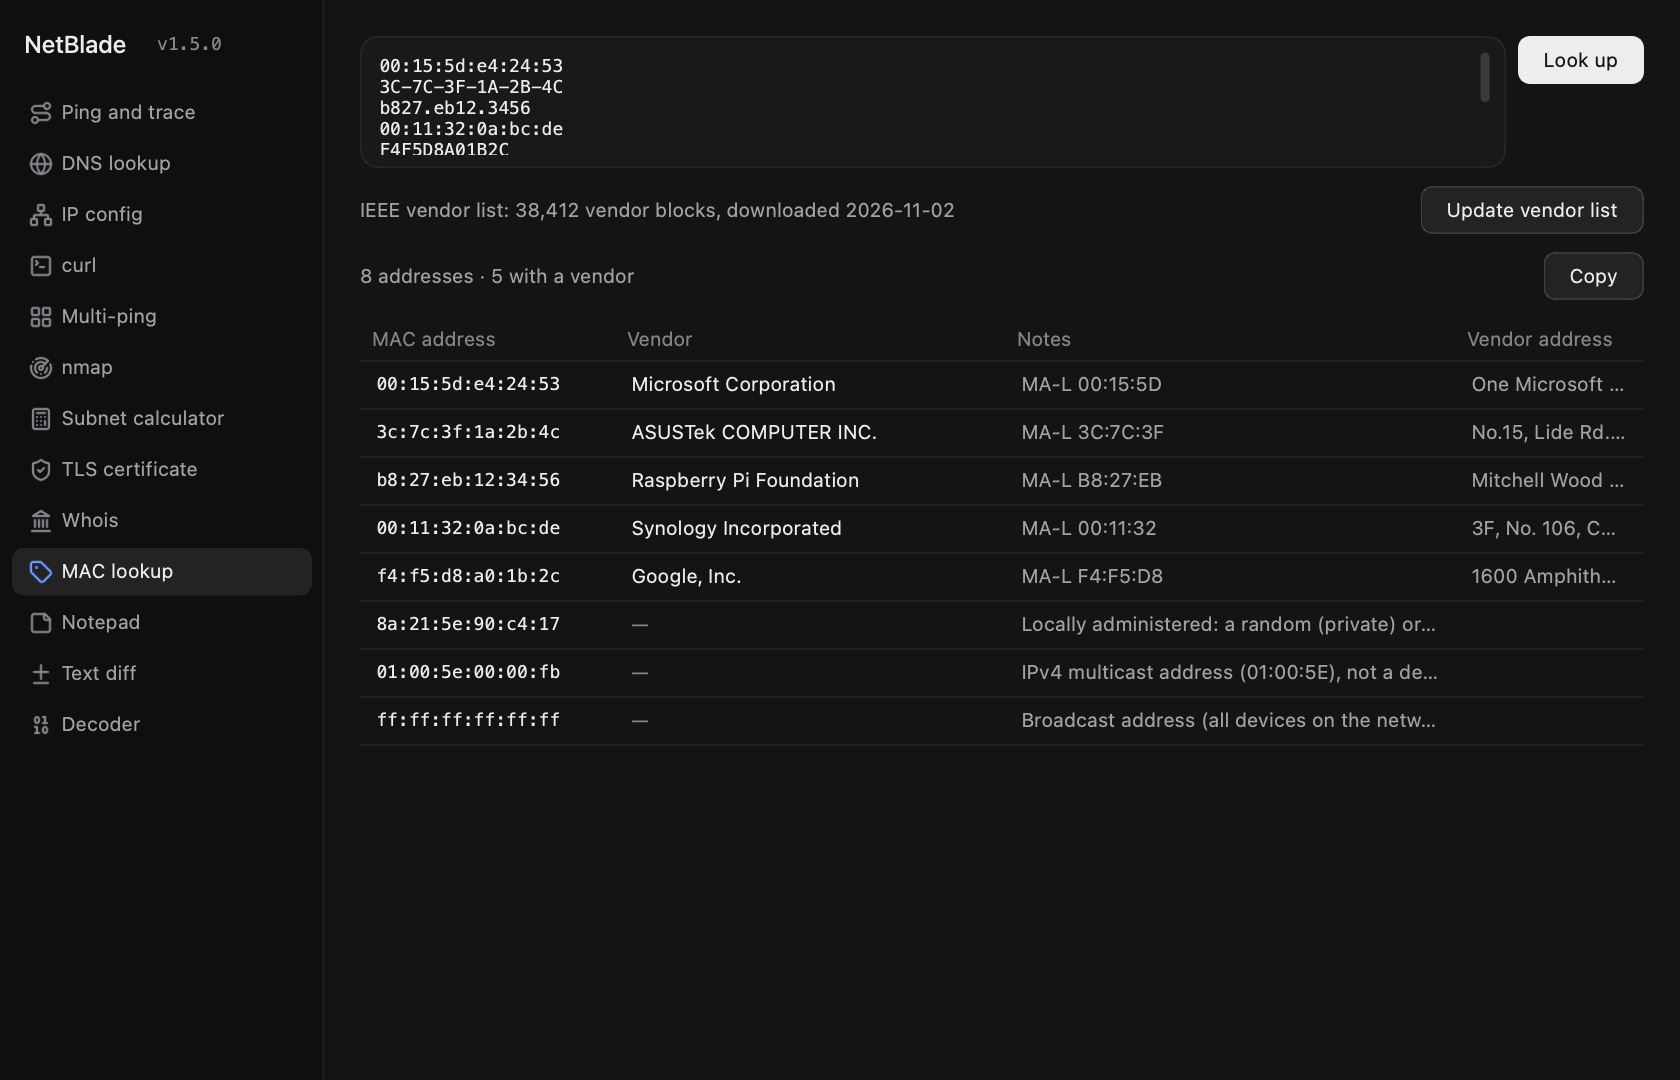 NetBlade v1.5.0
Ping and trace
DNS lookup
IP config
curl
Multi-ping
nmap
Subnet calculator
TLS certificate
Whois
MAC lookup
Notepad
Text diff
Decoder
00:15:5d:e4:24:53
3C-7C-3F-1A-2B-4C
b827.eb12.3456
00:11:32:0a:bc:de
F4F5D8A01B2C
Look up
IEEE vendor list: 38,412 vendor blocks, downloaded 2026-11-02
Update vendor list
8 addresses · 5 with a vendor
Copy
MAC address Vendor Notes Vendor address
00:15:5d:e4:24:53 Microsoft Corporation MA-L 00:15:5D One Microsoft ...
3c:7c:3f:1a:2b:4c ASUSTek COMPUTER INC. MA-L 3C:7C:3F No.15, Lide Rd....
b8:27:eb:12:34:56 Raspberry Pi Foundation MA-L B8:27:EB Mitchell Wood ...
00:11:32:0a:bc:de Synology Incorporated MA-L 00:11:32 3F, No. 106, C...
f4:f5:d8:a0:1b:2c Google, Inc. MA-L F4:F5:D8 1600 Amphith...
8a:21:5e:90:c4:17 — Locally administered: a random (private) or...
01:00:5e:00:00:fb — IPv4 multicast address (01:00:5E), not a de...
ff:ff:ff:ff:ff:ff — Broadcast address (all devices on the netw...